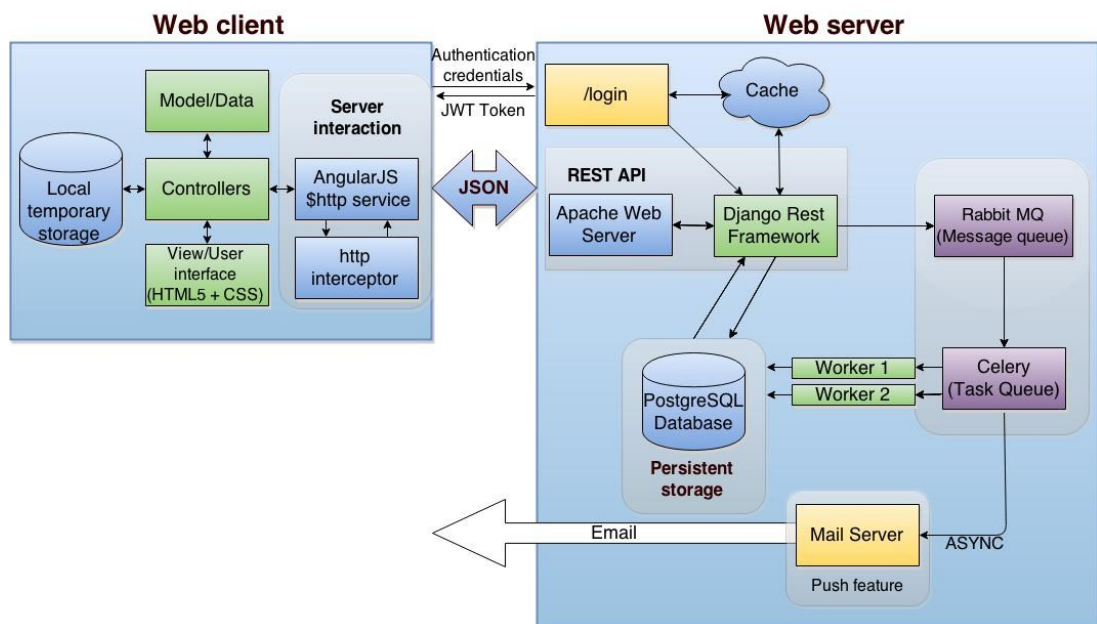 Web client
Web server
Model/Data
Local
temporary
storage
Controllers
View/User
interface
(HTML5 + CSS)
Server
interaction
AngularJS
$http service
http
interceptor
Authentication
credentials
JWT Token
JSON
/login
Cache
REST API
Apache Web
Server
Django Rest
Framework
Rabbit MQ
(Message queue)
Celery
(Task Queue)
Worker 1
Worker 2
PostgreSQL
Database
Persistent
storage
Email
Mail Server
ASYNC
Push feature